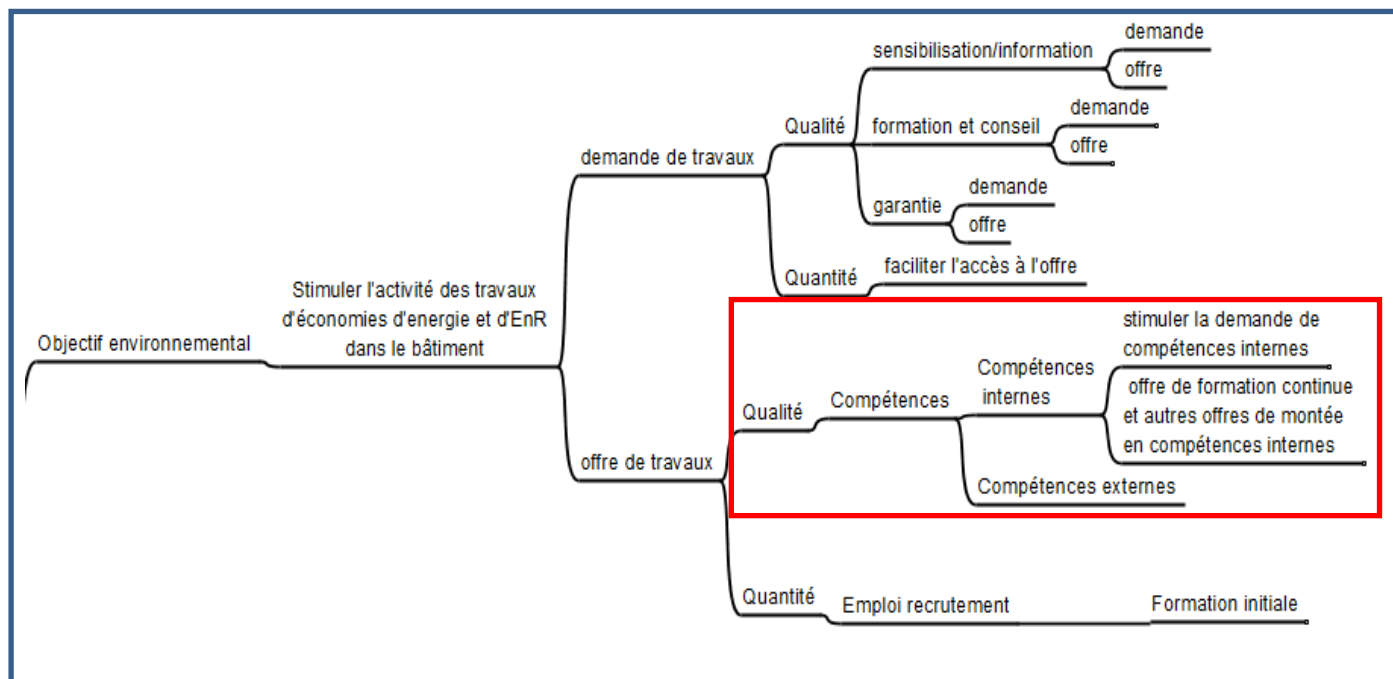 demande
sensibilisation/information
offre
demande
Qualité
formation et conseil
offre
demande de travaux
demande
garantie
offre
Quantité
faciliter l'accès à l'offre
Stimuler l'activité des travaux
d'économies d'energie et d'EnR
dans le bâtiment
Objectif environnemental
stimuler la demande de
compétences internes
Compétences
internes
offre de formation continue
et autres offres de montée
en compétences internes
Qualité
Compétences
offre de travaux
Compétences externes
Quantité
Emploi recrutement
Formation initiale